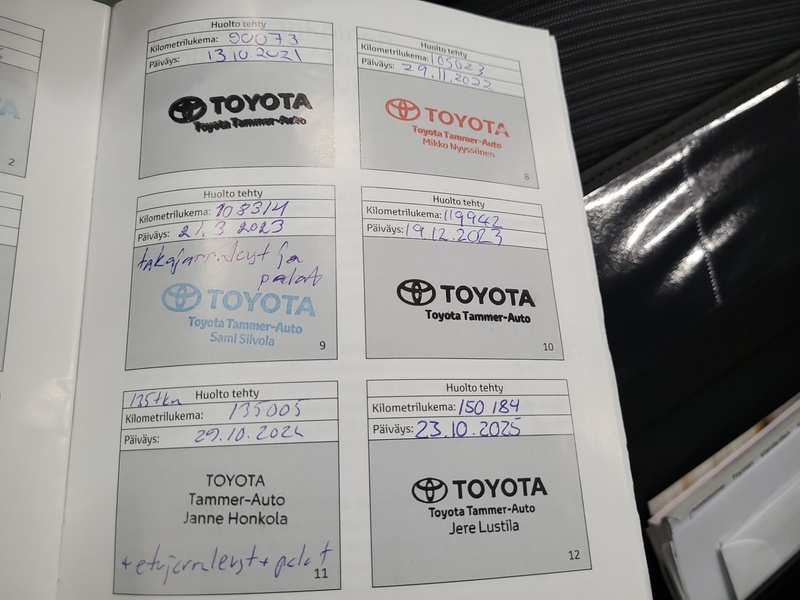 2
Huolto tehty
Kilometrilukema: 90073
Päiväys: 13 10 2021
TOYOTA
Toyota Tammer-Auto
Huolto tehty
Kilometrilukema: 105023
Päiväys: 29.11.2022
TOYOTA
Toyota Tammer-Auto
Mikko Nyyssönen
8
Huolto tehty
Kilometrilukema: 108314
Päiväys: 21.3 2023
takajarruleyt ja
palat
TOYOTA
Toyota Tammer-Auto
Sami Silvola
9
Huolto tehty
Kilometrilukema: 119942
Päiväys: 19.12.2023
TOYOTA
Toyota Tammer-Auto
10
135tkm Huolto tehty
Kilometrilukema: 135005
Päiväys: 29.10.2024
TOYOTA
Tammer-Auto
Janne Honkola
+ etujarruleyt + palat
11
Huolto tehty
Kilometrilukema: 150 184
Päiväys: 23.10.2025
TOYOTA
Toyota Tammer-Auto
Jere Lustila
12